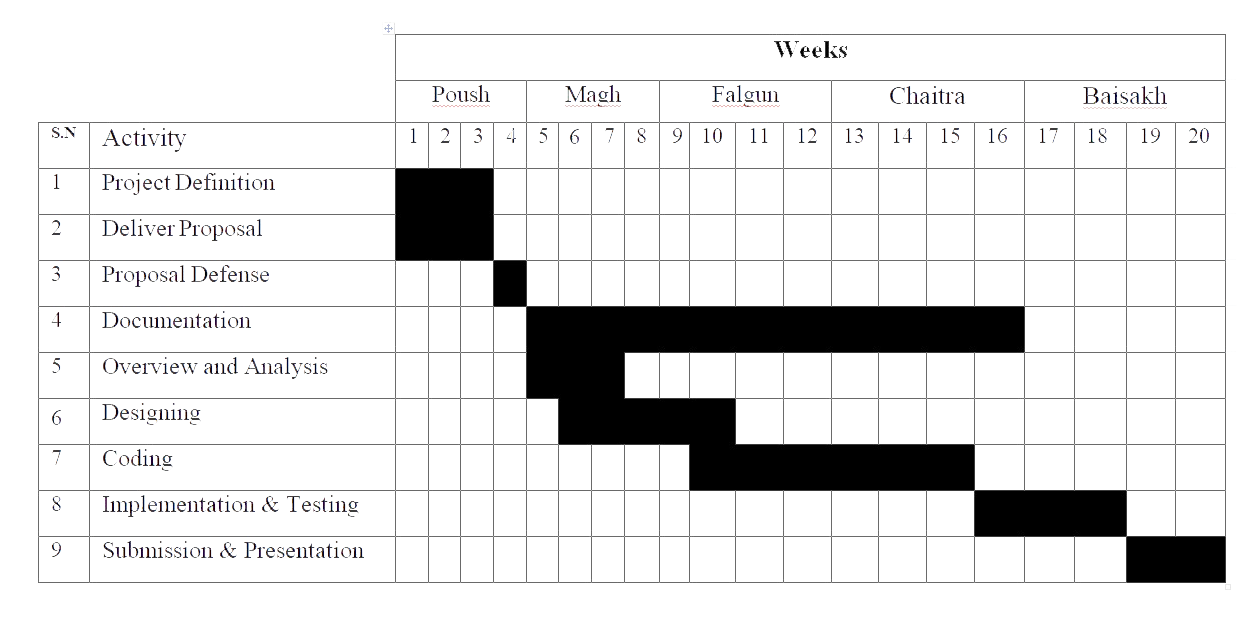 Weeks
Poush Magh Falgun Chaitra Baisakh
S.N Activity 1 2 3 4 5 6 7 8 9 10 11 12 13 14 15 16 17 18 19 20
1 Project Definition
2 Deliver Proposal
3 Proposal Defense
4 Documentation
5 Overview and Analysis
6 Designing
7 Coding
8 Implementation & Testing
9 Submission & Presentation